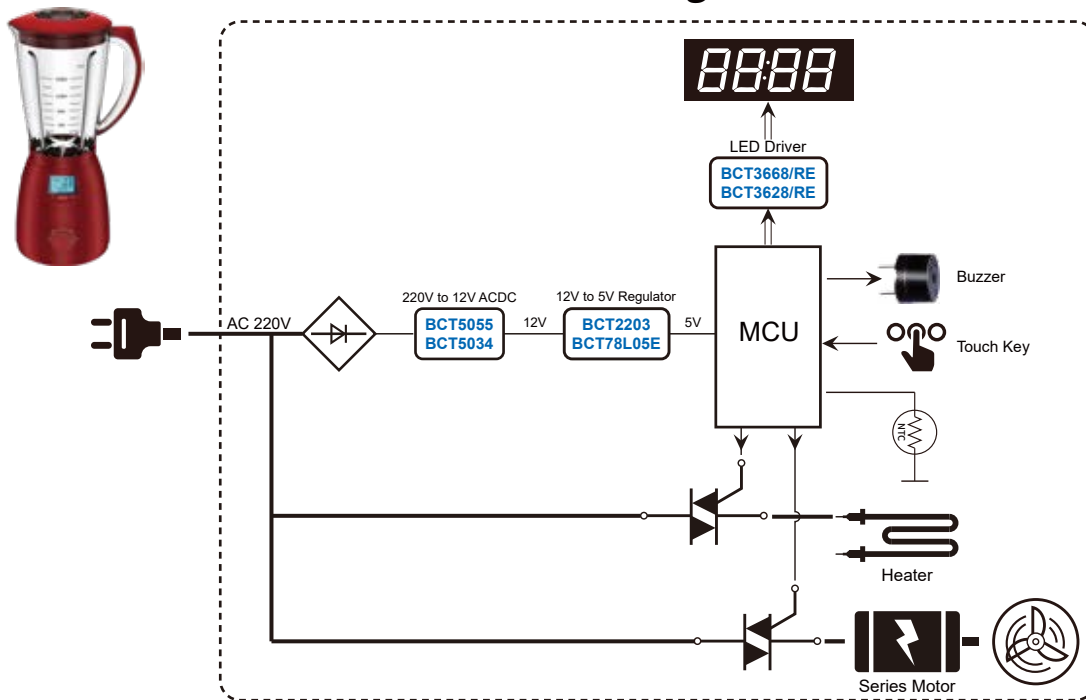 88:88
LED Driver
BCT3668/RE
BCT3628/RE
220V to 12V ACDC
12V to 5V Regulator
Buzzer
AC 220V
BCT5055
BCT5034
12V
BCT2203
BCT78L05E
5V
MCU
Touch Key
NTC
Heater
Series Motor